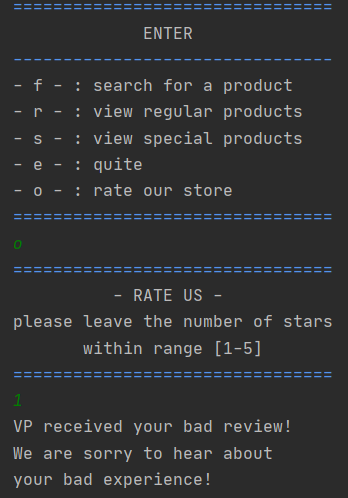 ================================
ENTER
--------------------------------
- f - : search for a product
- r - : view regular products
- s - : view special products
- e - : quite
- o - : rate our store
================================
o
================================
- RATE US -
please leave the number of stars
within range [1-5]
================================
1
VP received your bad review!
We are sorry to hear about
your bad experience!